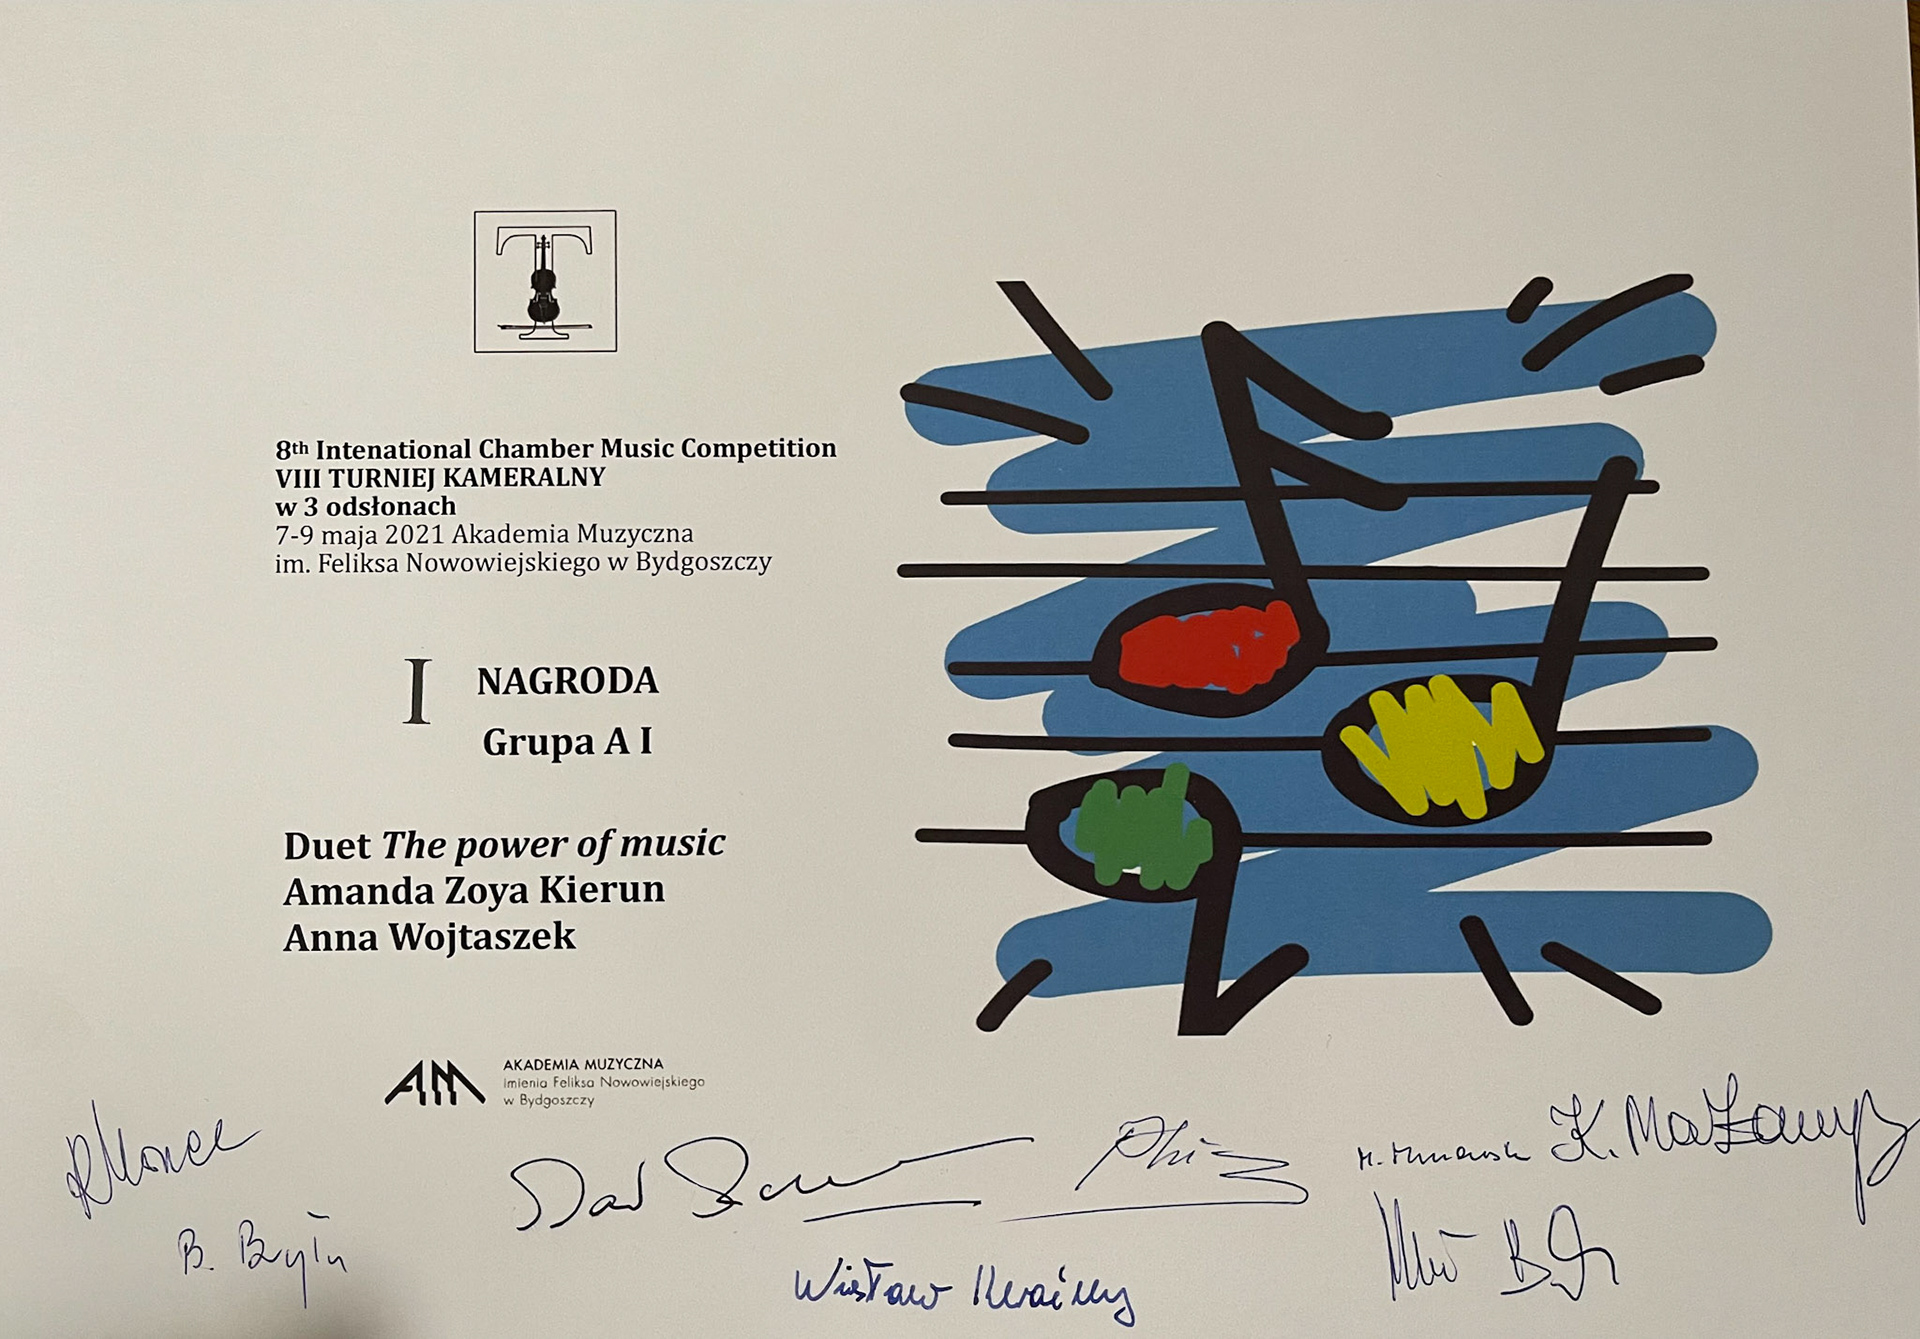 8th Intenational Chamber Music Competition
VIII TURNIEJ KAMERALNY
w 3 odsłonach
7-9 maja 2021 Akademia Muzyczna
im. Feliksa Nowowiejskiego w Bydgoszczy
I NAGRODA
Grupa A I
Duet The power of music
Amanda Zoya Kierun
Anna Wojtaszek
AM AKADEMIA MUZYCZNA
imienia Feliksa Nowowiejskiego
w Bydgoszczy
K.
B.
Wiesław